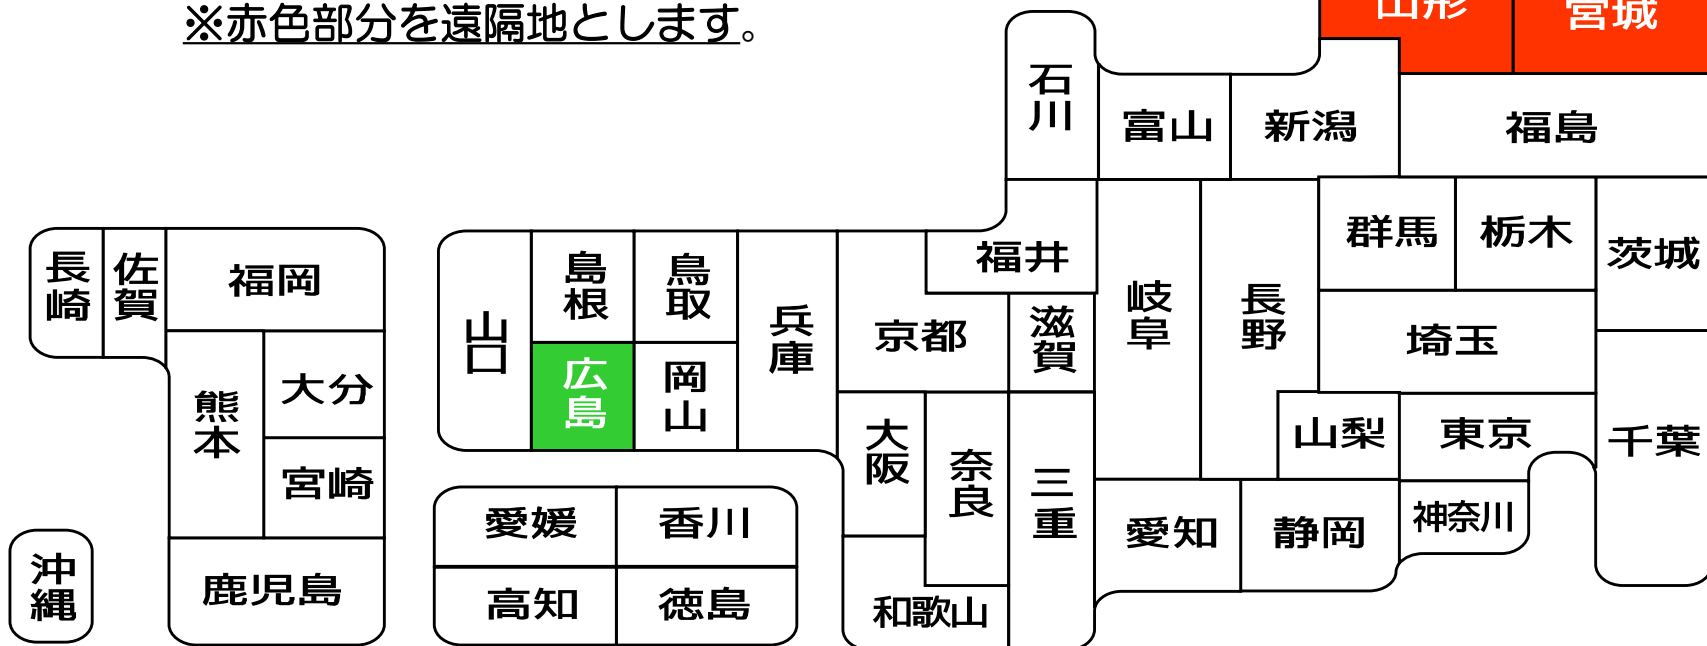 ※赤色部分を遠隔地とします。
山形
宮城
石川
富山
新潟
福島
群馬
栃木
茨城
福井
長崎
佐賀
福岡
山口
島根
鳥取
兵庫
京都
滋賀
岐阜
長野
埼玉
広島
岡山
熊本
大分
大阪
奈良
三重
山梨
東京
千葉
宮崎
愛媛
香川
愛知
静岡
神奈川
沖縄
鹿児島
高知
徳島
和歌山